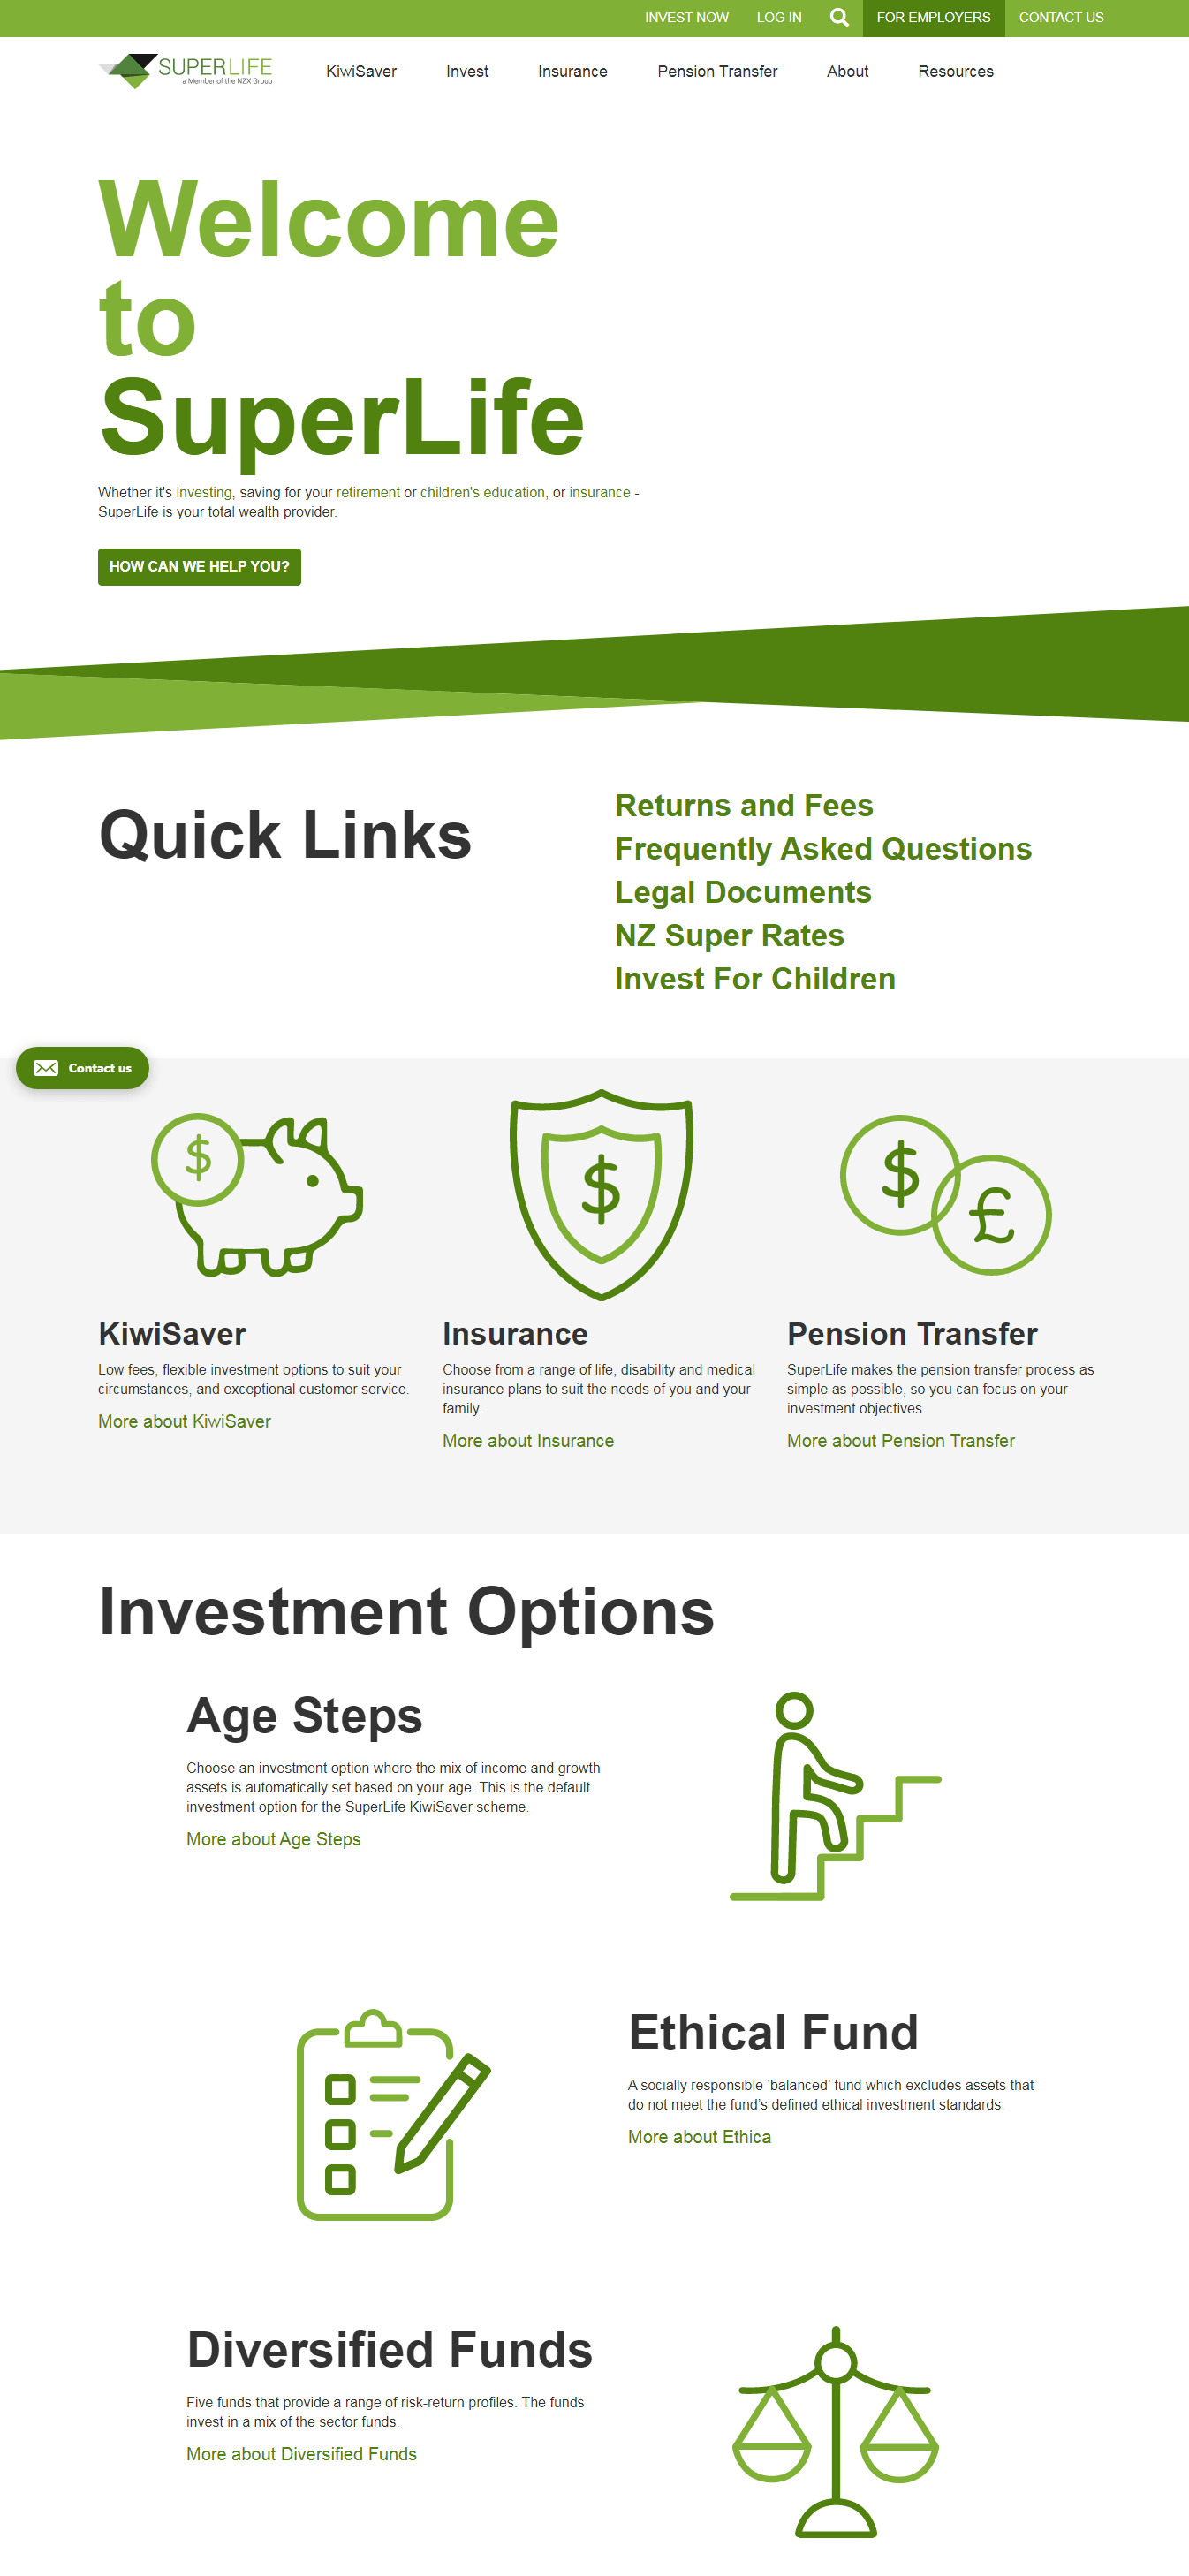 INVEST NOW
LOG IN
FOR EMPLOYERS
CONTACT US
SUPERLIFE
a Member of the NZX Group
KiwiSaver
Invest
Insurance
Pension Transfer
About
Resources
Welcome
to
SuperLife
Whether it's investing, saving for your retirement or children's education, or insurance -
SuperLife is your total wealth provider.
HOW CAN WE HELP YOU?
Quick Links
Returns and Fees
Frequently Asked Questions
Legal Documents
NZ Super Rates
Invest For Children
Contact us
$
$
$
£
KiwiSaver
Low fees, flexible investment options to suit your
circumstances, and exceptional customer service.
More about KiwiSaver
Insurance
Choose from a range of life, disability and medical
insurance plans to suit the needs of you and your
family.
More about Insurance
Pension Transfer
SuperLife makes the pension transfer process as
simple as possible, so you can focus on your
investment objectives.
More about Pension Transfer
Investment Options
Age Steps
Choose an investment option where the mix of income and growth
assets is automatically set based on your age. This is the default
investment option for the SuperLife KiwiSaver scheme.
More about Age Steps
Ethical Fund
A socially responsible ‘balanced’ fund which excludes assets that
do not meet the fund’s defined ethical investment standards.
More about Ethica
Diversified Funds
Five funds that provide a range of risk-return profiles. The funds
invest in a mix of the sector funds.
More about Diversified Funds